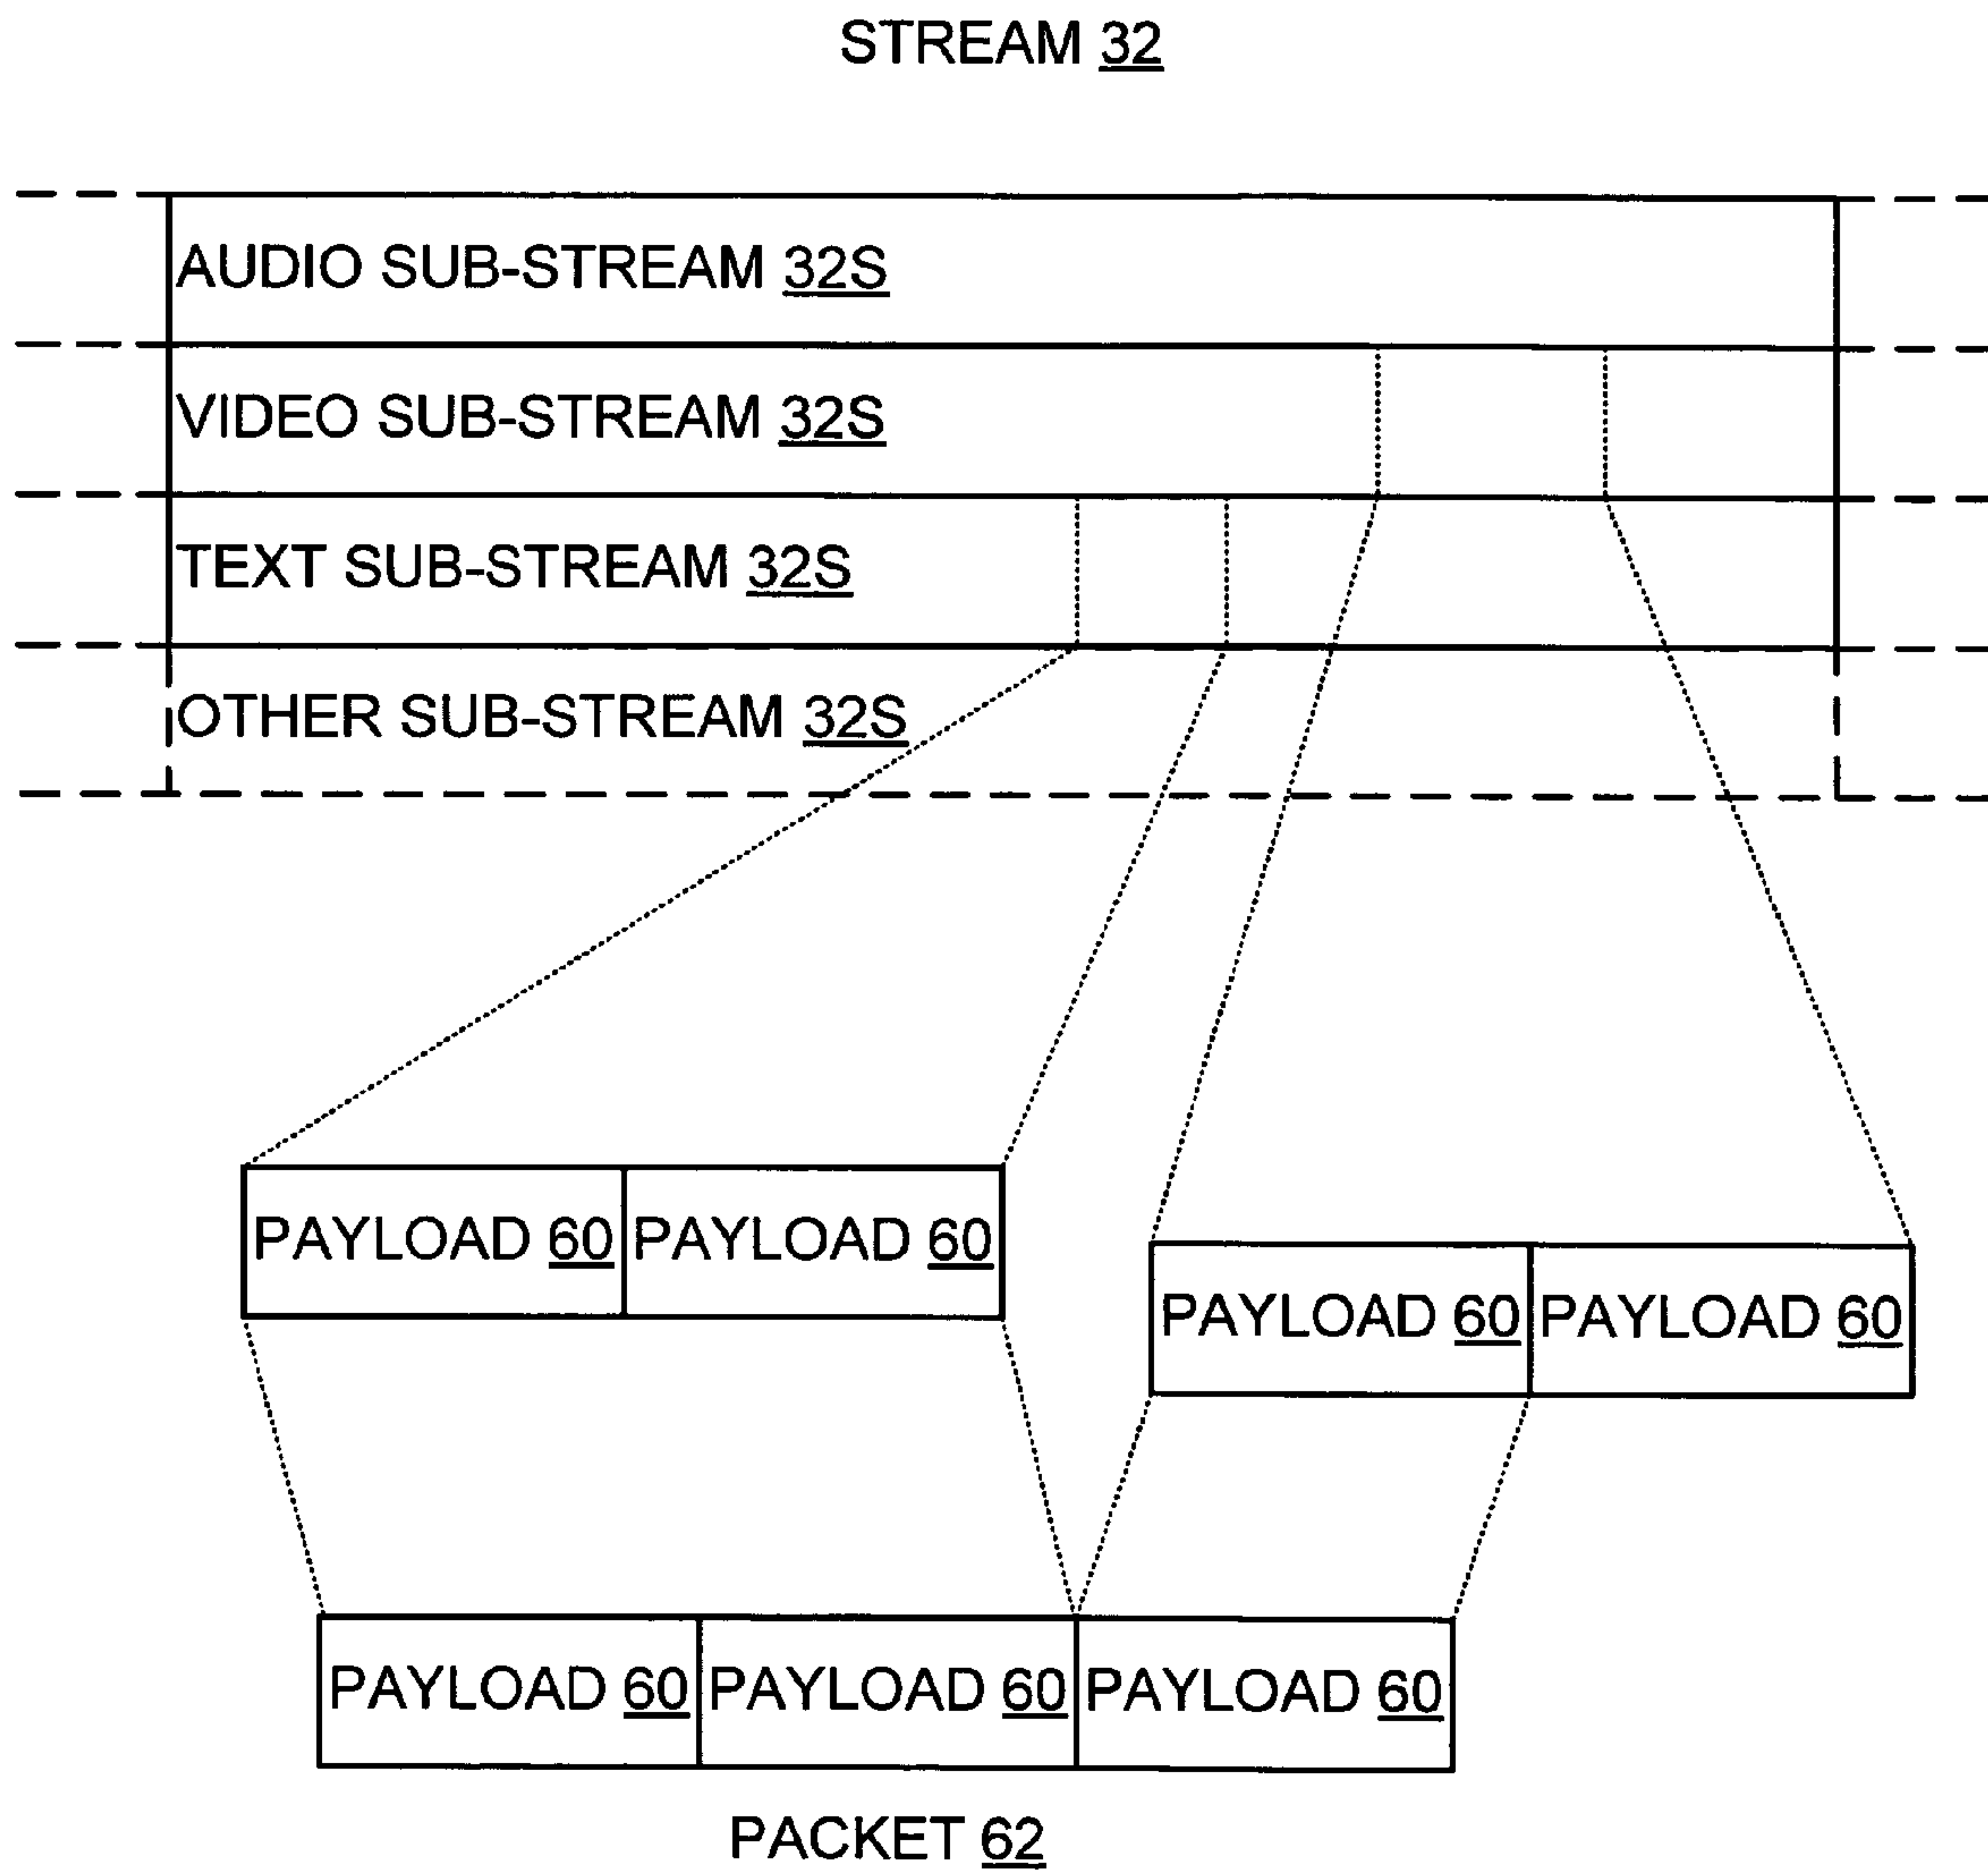 STREAM 32
AUDIO SUB-STREAM 32S
VIDEO SUB-STREAM 32S
TEXT SUB-STREAM 32S
OTHER SUB-STREAM 32S
PAYLOAD 60 PAYLOAD 60
PAYLOAD 60 PAYLOAD 60
PAYLOAD 60 PAYLOAD 60 PAYLOAD 60
PACKET 62